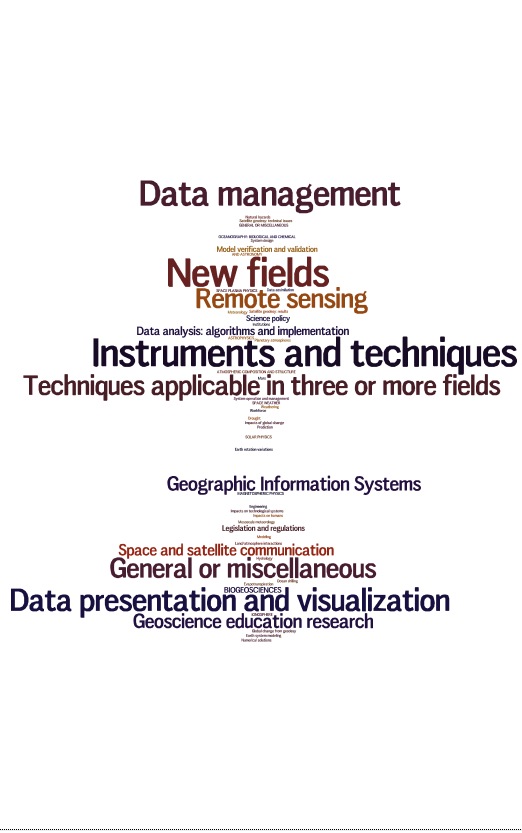 Data management
Natural hazards
Satellite geodesy: technical issues
GENERAL OR MISCELLANEOUS
OCEANOGRAPHY: BIOLOGICAL AND CHEMICAL
System design
Model verification and validation
AND ASTRONOMY
New fields
SPACE PLASMA PHYSICS
Data assimilation
Remote sensing
Meteorology
Satellite geodesy: results
Science policy
Institutions
Data analysis: algorithms and implementation
ASTROPHYSICS
Planetary atmospheres
Instruments and techniques
ATMOSPHERIC COMPOSITION AND STRUCTURE
Mars
Techniques applicable in three or more fields
System operation and management
SPACE WEATHER
Weathering
Workforce
Drought
Impacts of global change
Prediction
SOLAR PHYSICS
Earth rotation variations
Geographic Information Systems
MAGNETOSPHERIC PHYSICS
Engineering
Impacts on technological systems
Impacts on humans
Mesoscale meteorology
Legislation and regulations
Modeling
Land/atmosphere interactions
Space and satellite communication
Hydrology
General or miscellaneous
Ocean drilling
Evapotranspiration
BIOGEOSCIENCES
Data presentation and visualization
IONOSPHERE
Geoscience education research
Global change from geodesy
Earth system modeling
Numerical solutions